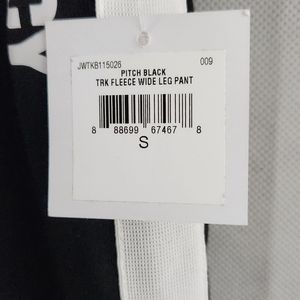 JWTKB115026 009
PITCH BLACK
TRK FLEECE WIDE LEG PANT
8 88699 67467 8
S